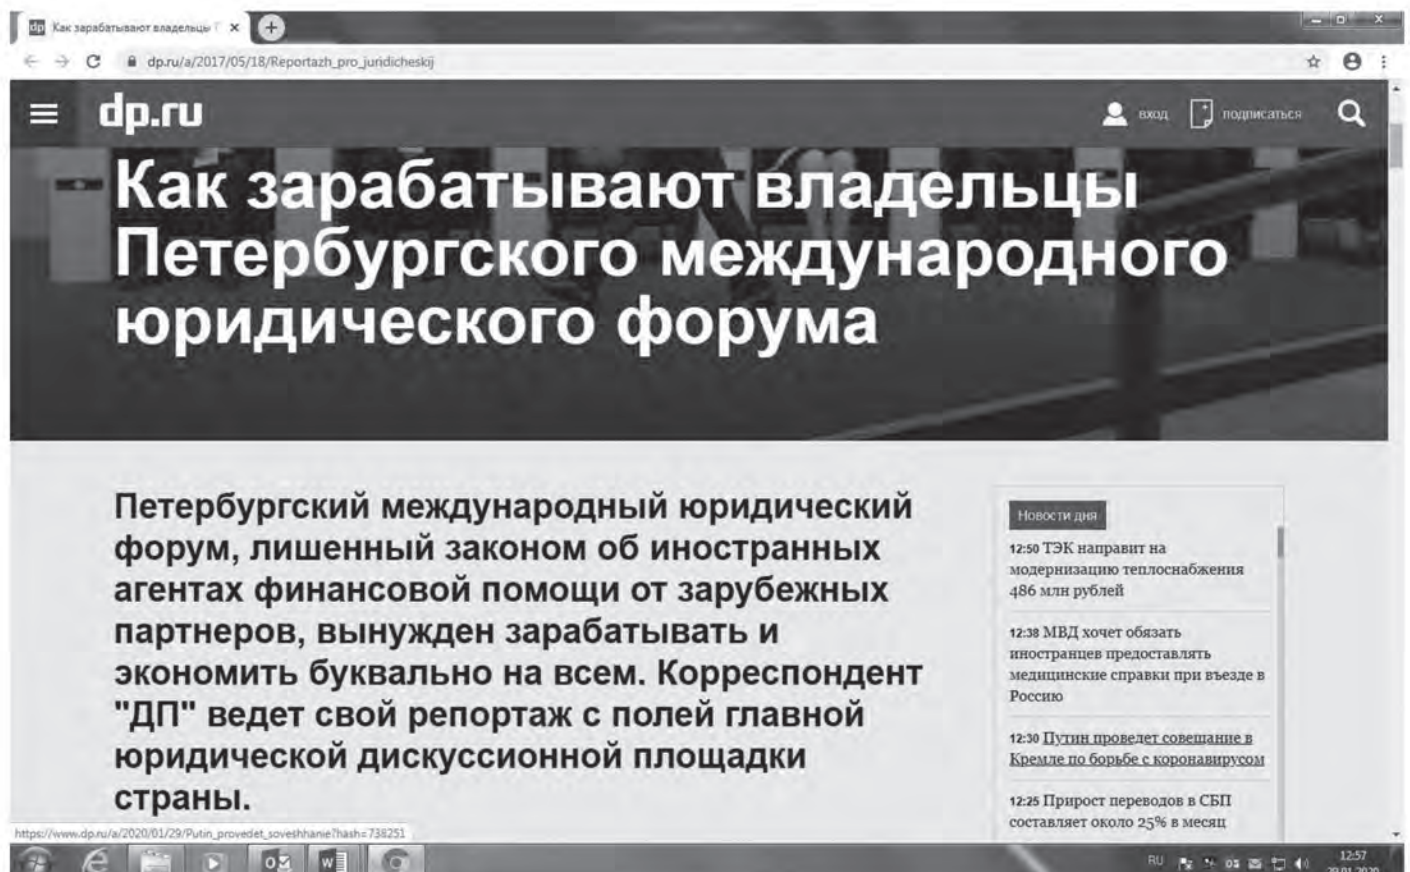 dp Как зарабатывают владельцы
dp.ru/a/2017/05/18/Reportazh_pro_juridicheskij
dp.ru
вход
подписаться
Как зарабатывают владельцы
Петербургского международного
юридического форума
Петербургский международный юридический
форум, лишенный законом об иностранных
агентах финансовой помощи от зарубежных
партнеров, вынужден зарабатывать и
экономить буквально на всем. Корреспондент
"ДП" ведет свой репортаж с полей главной
юридической дискуссионной площадки
страны.
Новости дня
12:50 ТЭК направит на
модернизацию теплоснабжения
486 млн рублей
12:38 МВД хочет обязать
иностранцев предоставлять
медицинские справки при въезде в
Россию
12:30 Путин проведет совещание в
Кремле по борьбе с коронавирусом
12:25 Прирост переводов в СБП
составляет около 25% в месяц
https://www.dp.ru/a/2020/01/29/Putin_provedet_soveshhanie?hash=738251
RU
12:57
29.01.2020